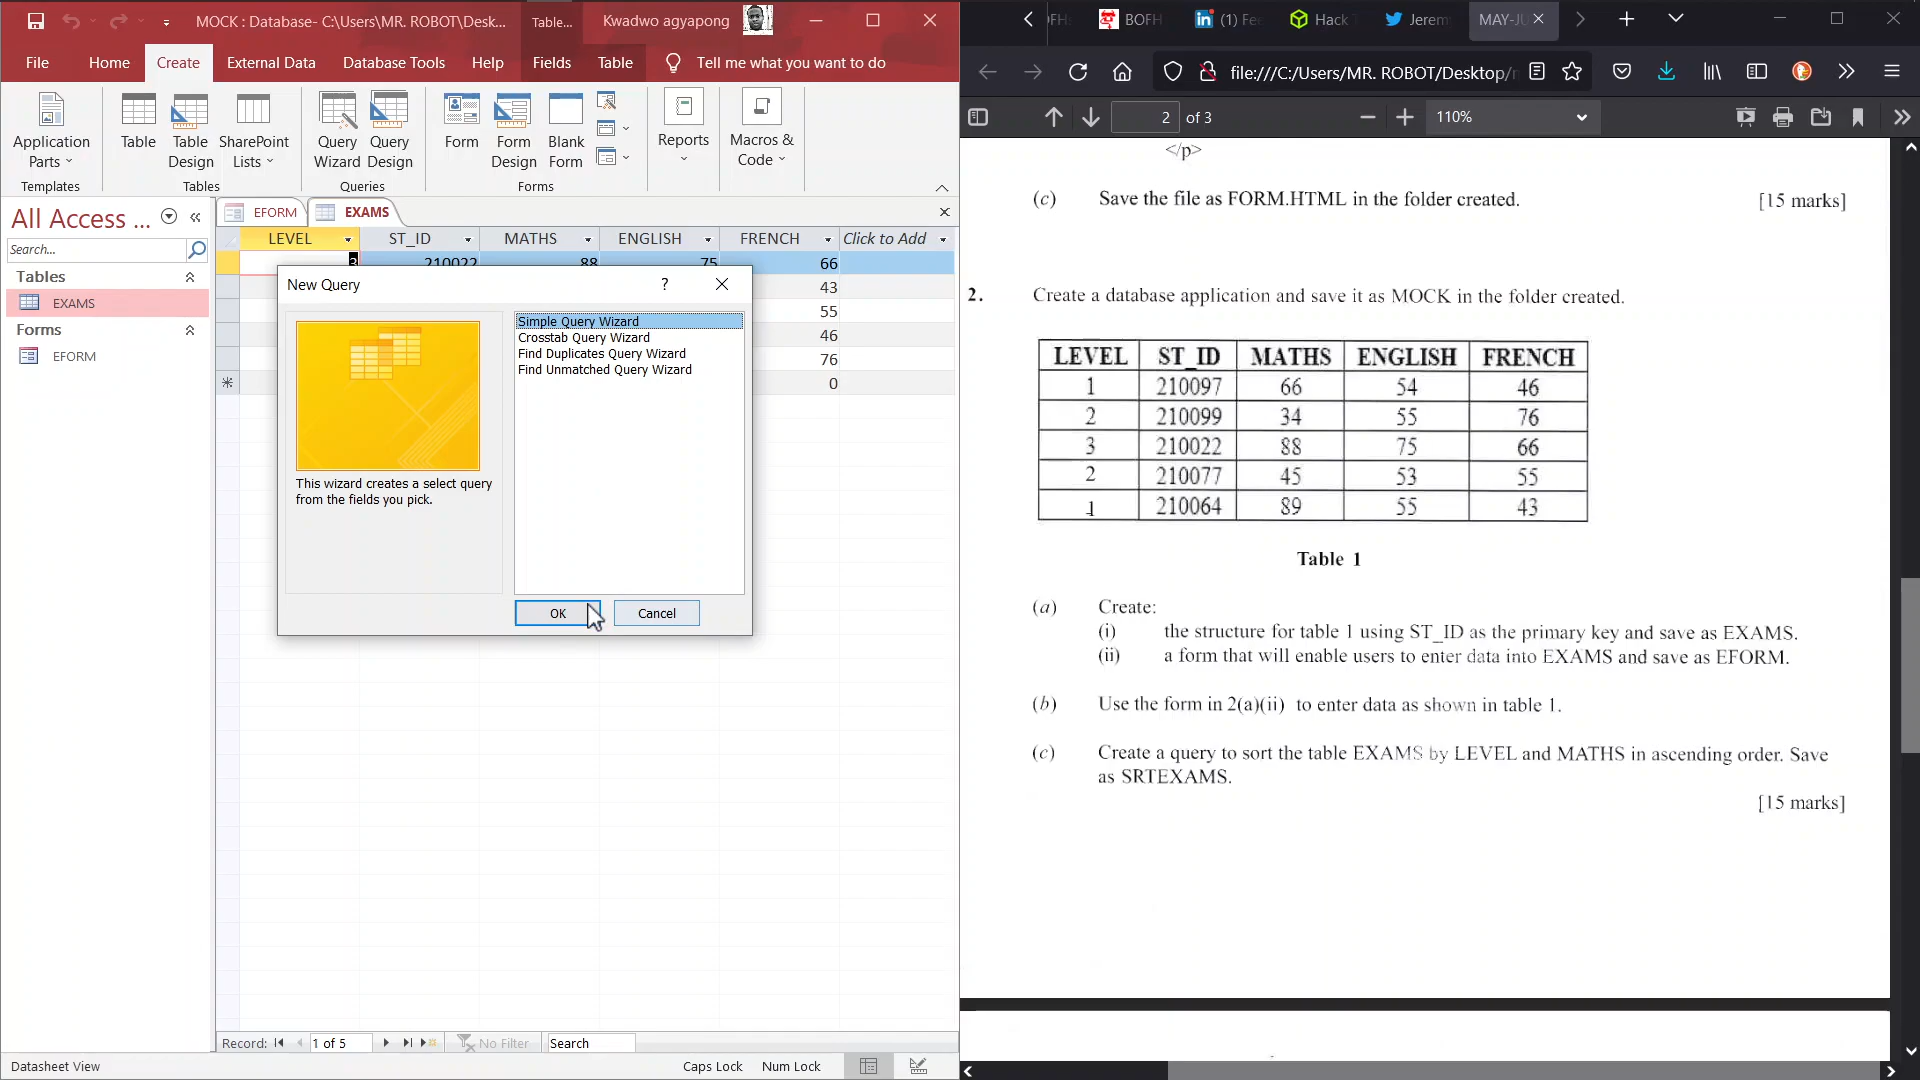 MOCK : Database- C:\Users\MR. ROBOT\Desk...
Table...
Kwadwo agyapong
File
Home
Create
External Data
Database Tools
Help
Fields
Table
Tell me what you want to do
Application Parts
Table
Table Design
SharePoint Lists
Query Wizard
Query Design
Form
Form Design
Blank Form
Reports
Macros & Code
Templates
Tables
Queries
Forms
All Access ...
Search...
Tables
EXAMS
Forms
EFORM
EFORM
EXAMS
LEVEL ST_ID MATHS ENGLISH FRENCH Click to Add
3 210022 88 75 66
43
55
46
76
0
New Query
?
Simple Query Wizard
Crosstab Query Wizard
Find Duplicates Query Wizard
Find Unmatched Query Wizard
This wizard creates a select query
from the fields you pick.
OK
Cancel
Record:
1 of 5
No Filter
Search
Datasheet View
Caps Lock
Num Lock
BOFH
in (1) Fe
Hack
Jerem
MAY-JU
file:///C:/Users/MR. ROBOT/Desktop/
2 of 3
110%
</p>
(c) Save the file as FORM.HTML in the folder created. [15 marks]
2. Create a database application and save it as MOCK in the folder created.
LEVEL ST_ID MATHS ENGLISH FRENCH
1 210097 66 54 46
2 210099 34 55 76
3 210022 88 75 66
2 210077 45 53 55
1 210064 89 55 43
Table 1
(a) Create:
(i) the structure for table 1 using ST_ID as the primary key and save as EXAMS.
(ii) a form that will enable users to enter data into EXAMS and save as EFORM.
(b) Use the form in 2(a)(ii) to enter data as shown in table 1.
(c) Create a query to sort the table EXAMS by LEVEL and MATHS in ascending order. Save
as SRTEXAMS.
[15 marks]